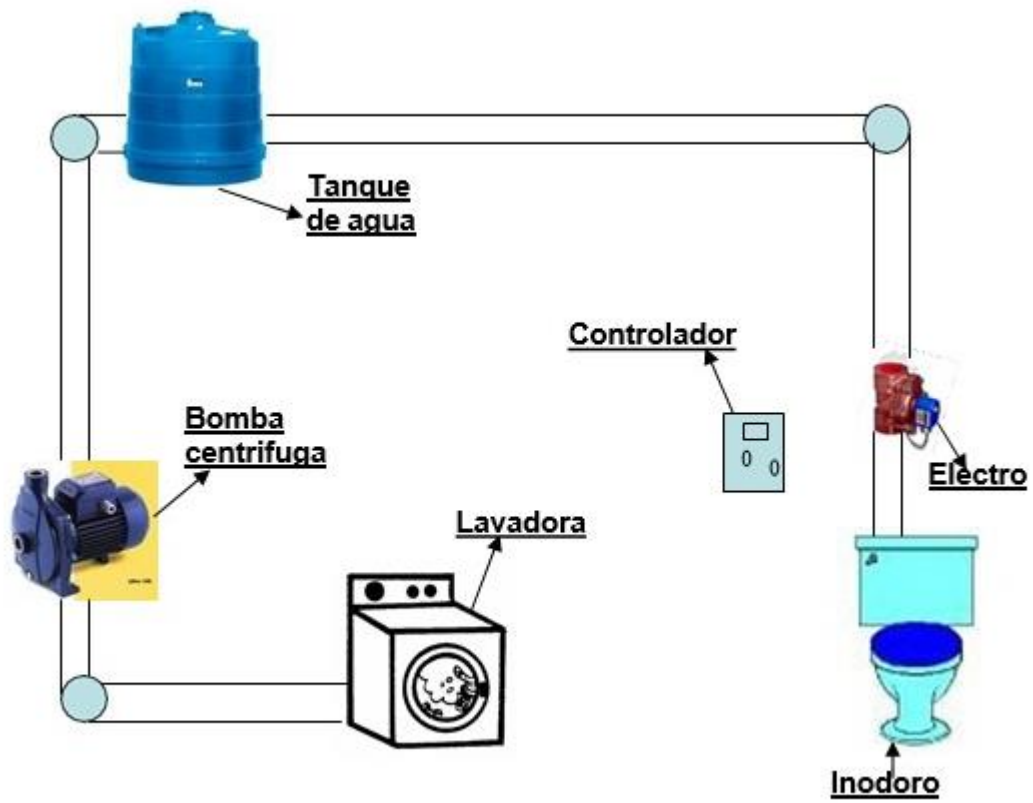 Tanque
de agua
Controlador
Bomba
centrifuga
Electro
Lavadora
Inodoro